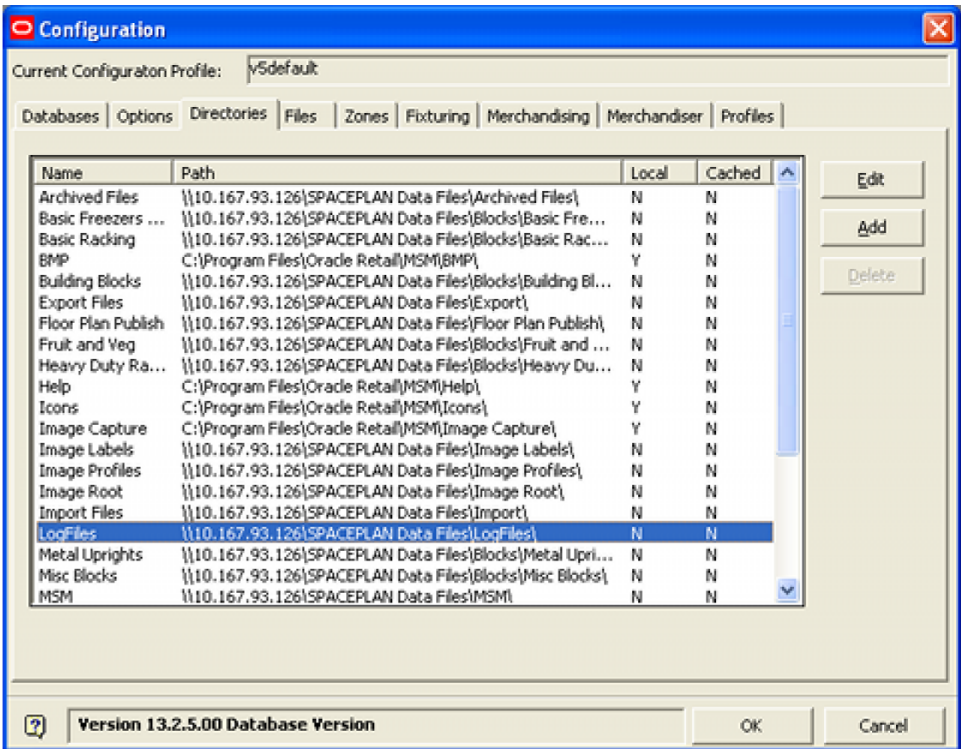 Configuration
Current Configuraton Profile: v5default
Databases Options Directories Files Zones Fixturing Merchandising Merchandiser Profiles
Name Path Local Cached
Archived Files \\10.167.93.126\SPACEPLAN Data Files\Archived Files\ N N
Basic Freezers ... \\10.167.93.126\SPACEPLAN Data Files\Blocks\Basic Fre... N N
Basic Racking \\10.167.93.126\SPACEPLAN Data Files\Blocks\Basic Rac... N N
BMP C:\Program Files\Oracle Retail\MSM\BMP\ Y N
Building Blocks \\10.167.93.126\SPACEPLAN Data Files\Blocks\Building Bl... N N
Export Files \\10.167.93.126\SPACEPLAN Data Files\Export\ N N
Floor Plan Publish \\10.167.93.126\SPACEPLAN Data Files\Floor Plan Publish\ N N
Fruit and Veg \\10.167.93.126\SPACEPLAN Data Files\Blocks\Fruit and ... N N
Heavy Duty Ra... \\10.167.93.126\SPACEPLAN Data Files\Blocks\Heavy Du... N N
Help C:\Program Files\Oracle Retail\MSM\Help\ Y N
Icons C:\Program Files\Oracle Retail\MSM\Icons\ Y N
Image Capture C:\Program Files\Oracle Retail\MSM\Image Capture\ Y N
Image Labels \\10.167.93.126\SPACEPLAN Data Files\Image Labels\ N N
Image Profiles \\10.167.93.126\SPACEPLAN Data Files\Image Profiles\ N N
Image Root \\10.167.93.126\SPACEPLAN Data Files\Image Root\ N N
Import Files \\10.167.93.126\SPACEPLAN Data Files\Import\ N N
LogFiles \\10.167.93.126\SPACEPLAN Data Files\LogFiles\ N N
Metal Uprights \\10.167.93.126\SPACEPLAN Data Files\Blocks\Metal Upri... N N
Misc Blocks \\10.167.93.126\SPACEPLAN Data Files\Blocks\Misc Blocks\ N N
MSM \\10.167.93.126\SPACEPLAN Data Files\MSM\ N N
Edit
Add
Delete
Version 13.2.5.00 Database Version
OK
Cancel